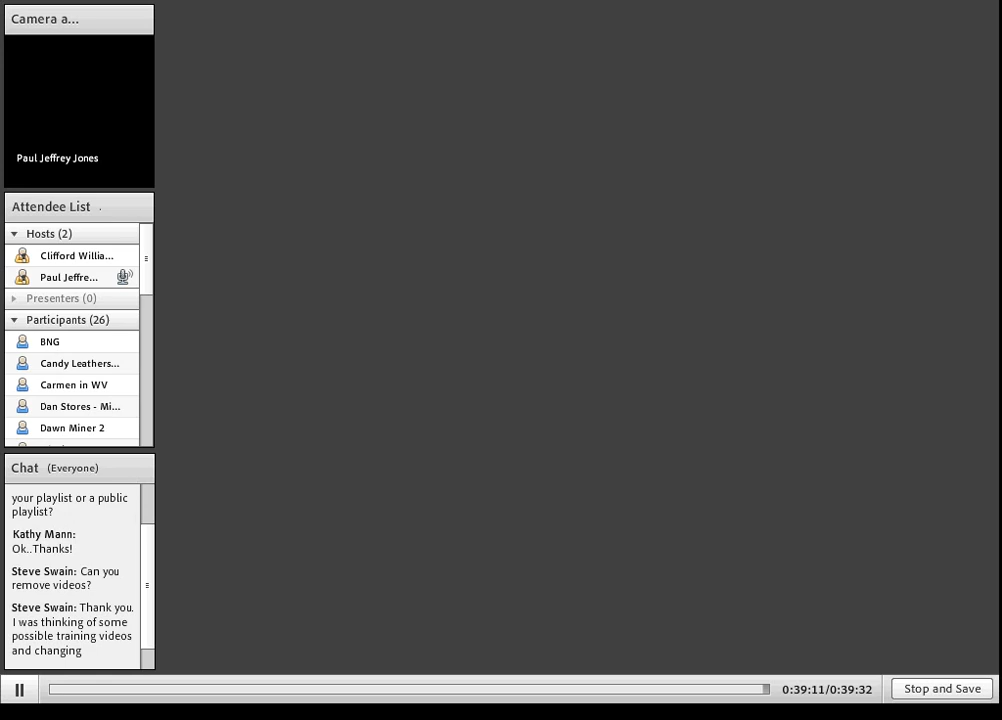 Camera a...
Paul Jeffrey Jones
Attendee List
Hosts (2)
Clifford Willia...
Paul Jeffre...
Presenters (0)
Participants (26)
BNG
Candy Leathers...
Carmen in WV
Dan Stores - Mi...
Dawn Miner 2
Chat (Everyone)
your playlist or a public
playlist?
Kathy Mann:
Ok..Thanks!
Steve Swain: Can you
remove videos?
Steve Swain: Thank you.
I was thinking of some
possible training videos
and changing
0:39:11/0:39:32
Stop and Save